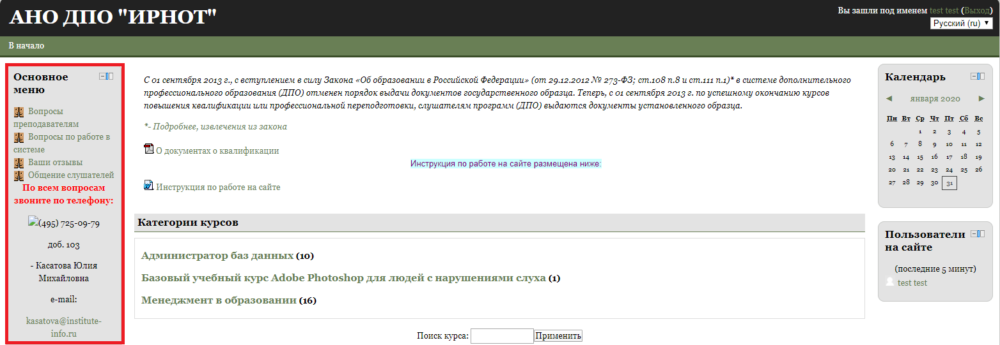 АНО ДПО "ИРНОТ"
Вы зашли под именем test test (Выход)
Русский (ru)
В начало
Основное
меню
Вопросы
преподавателям
Вопросы по работе в
системе
Ваши отзывы
Общение слушателей
По всем вопросам
звоните по телефону:
(495) 725-09-79
доб. 103
- Касатова Юлия
Михайловна
e-mail:
kasatova@institute-
info.ru
С 01 сентября 2013 г., с вступлением в силу Закона «Об образовании в Российской Федерации» (от 29.12.2012 № 273-ФЗ; ст.108 п.8 и ст.111 п.1)* в системе дополнительного
профессионального образования (ДПО) отменен порядок выдачи документов государственного образца. Теперь, с 01 сентября 2013 г. по успешному окончанию курсов
повышения квалификации или профессиональной переподготовки, слушателям программ (ДПО) выдаются документы установленного образца.
*- Подробнее, извлечения из закона
О документах о квалификации
Инструкция по работе на сайте размещена ниже:
Инструкция по работе на сайте
Категории курсов
Администратор баз данных (10)
Базовый учебный курс Adobe Photoshop для людей с нарушениями слуха (1)
Менеджмент в образовании (16)
Поиск курса: Применить
Календарь
◄ января 2020 ►
Пн Вт Ср Чт Пт Сб Вс
1 2 3 4 5
6 7 8 9 10 11 12
13 14 15 16 17 18 19
20 21 22 23 24 25 26
27 28 29 30 31
Пользователи
на сайте
(последние 5 минут)
test test